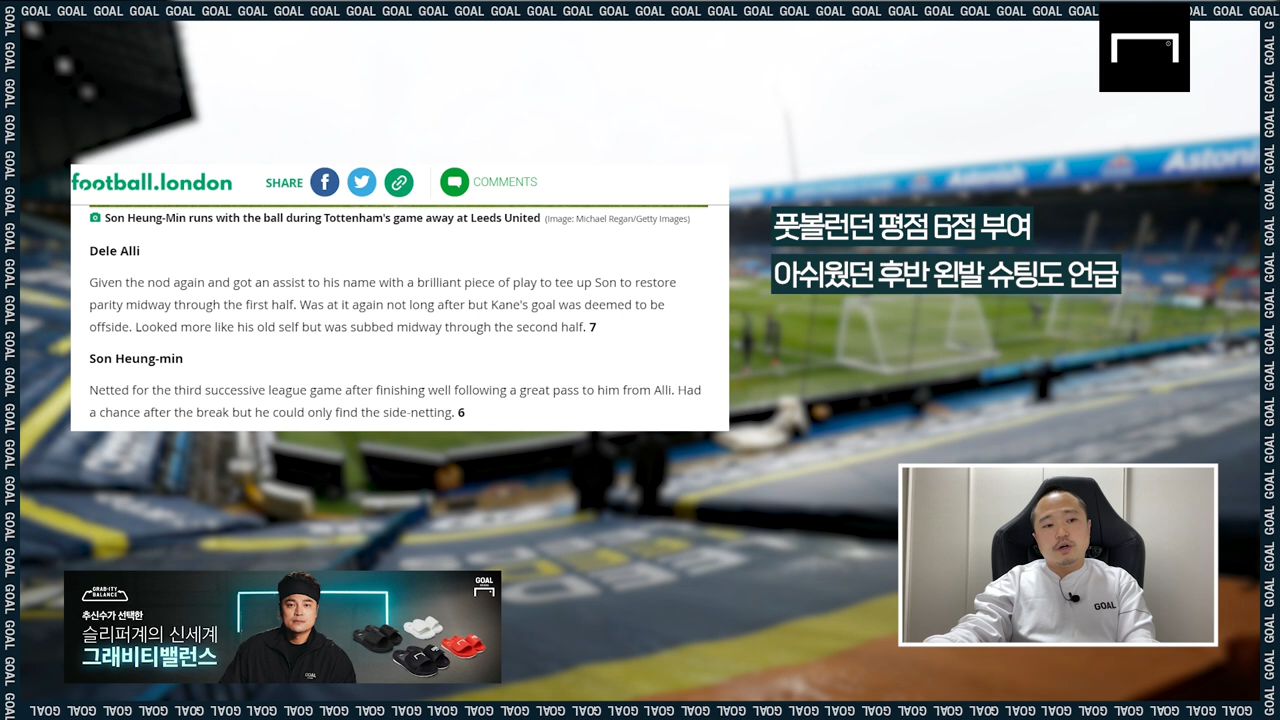 GOAL GOAL GOAL GOAL GOAL GOAL GOAL GOAL GOAL GOAL GOAL GOAL GOAL GOAL GOAL GOAL GOAL GOAL GOAL GOAL GOAL GOAL GOAL GOAL GOAL GOAL GOAL GOAL GOAL GOAL
football.london
SHARE
COMMENTS
Son Heung-Min runs with the ball during Tottenham's game away at Leeds United (Image: Michael Regan/Getty Images)
Dele Alli
Given the nod again and got an assist to his name with a brilliant piece of play to tee up Son to restore
parity midway through the first half. Was at it again not long after but Kane's goal was deemed to be
offside. Looked more like his old self but was subbed midway through the second half. 7
Son Heung-min
Netted for the third successive league game after finishing well following a great pass to him from Alli. Had
a chance after the break but he could only find the side-netting. 6
풋볼런던 평점 6점 부여
아쉬웠던 후반 왼발 슈팅도 언급
GRAB·ITY
BALANCE
추신수가 선택한
슬리퍼계의 신세계
그래비티밸런스
GOAL
GOAL
GOAL